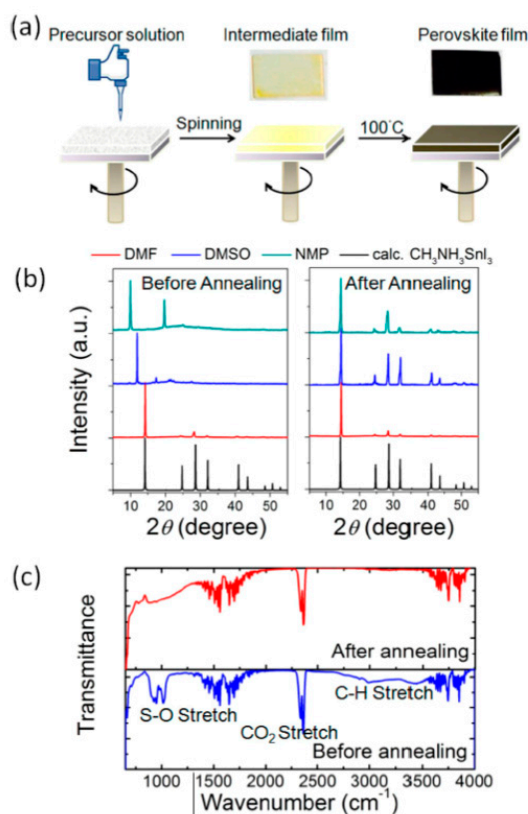 (a)
Precursor solution Intermediate film Perovskite film
Spinning 100°C
(b)
DMF DMSO NMP calc. CH3NH3SnI3
Before Annealing After Annealing
Intensity (a.u.)
10 20 30 40 50 10 20 30 40 50
2θ (degree) 2θ (degree)
(c)
Transmittance
After annealing
C-H Stretch
S-O Stretch
CO2 Stretch
Before annealing
1000 1500 2000 2500 3000 3500 4000
Wavenumber (cm-1)